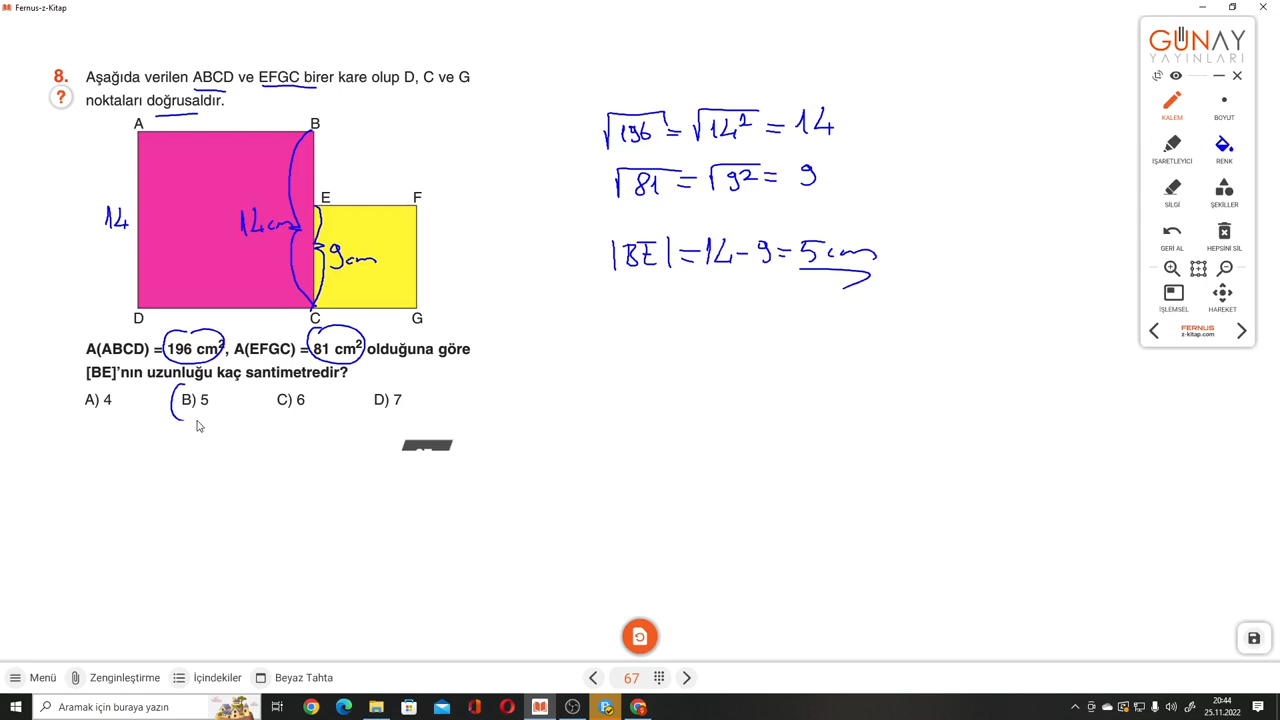 Fernus-z-Kitap
8. Aşağıda verilen ABCD ve EFGC birer kare olup D, C ve G
? noktaları doğrusaldır.
A B
E F
14
14cm
9cm
D C G
A(ABCD) = 196 cm², A(EFGC) = 81 cm² olduğuna göre
[BE]'nın uzunluğu kaç santimetredir?
A) 4 B) 5 C) 6 D) 7
√196 = √14² = 14
√81 = √9² = 9
|BE| = 14 - 9 = 5 cm
GÜNAY
YAYINLARI
KALEM BOYUT
İŞARETLEYİCİ RENK
SİLGİ ŞEKİLLER
GERİ AL HEPSİNİ SİL
İŞLEMSEL HAREKET
FERNUS
z-kitap.com
Menü Zenginleştirme İçindekiler Beyaz Tahta
67
Aramak için buraya yazın
20:44
25.11.2022